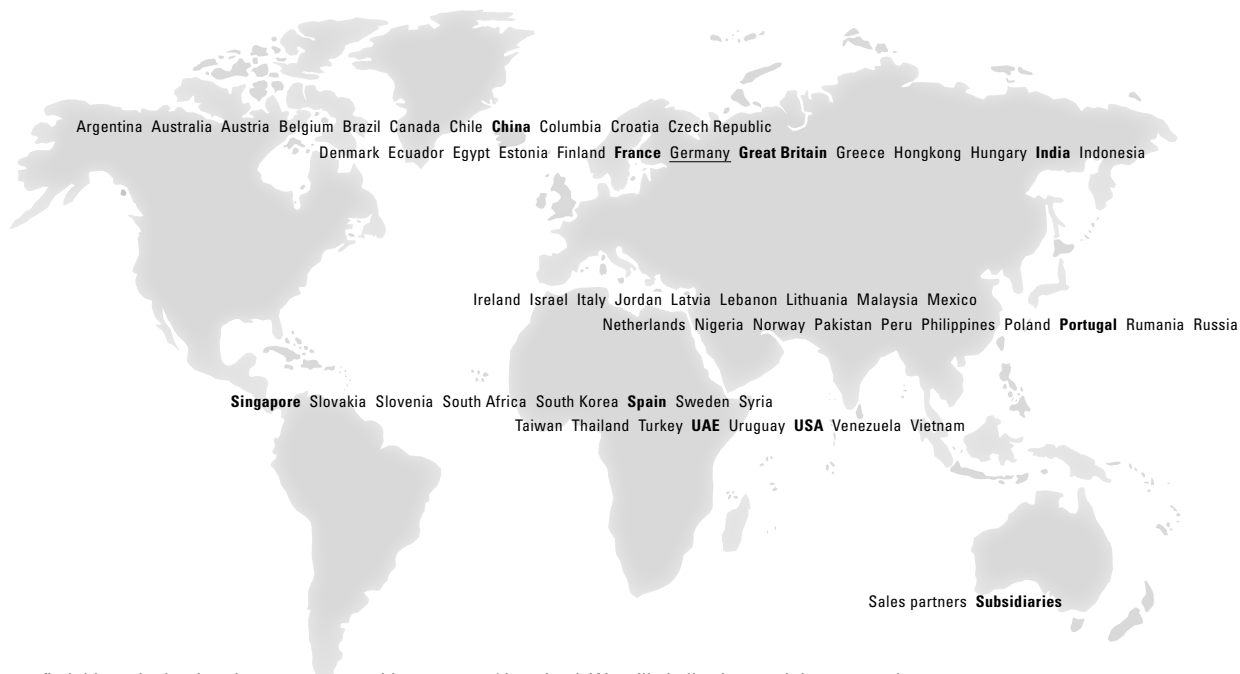 Argentina Australia Austria Belgium Brazil Canada Chile China Columbia Croatia Czech Republic
Denmark Ecuador Egypt Estonia Finland France Germany Great Britain Greece Hongkong Hungary India Indonesia
Ireland Israel Italy Jordan Latvia Lebanon Lithuania Malaysia Mexico
Netherlands Nigeria Norway Pakistan Peru Philippines Poland Portugal Rumania Russia
Singapore Slovakia Slovenia South Africa South Korea Spain Sweden Syria
Taiwan Thailand Turkey UAE Uruguay USA Venezuela Vietnam
Sales partners Subsidiaries